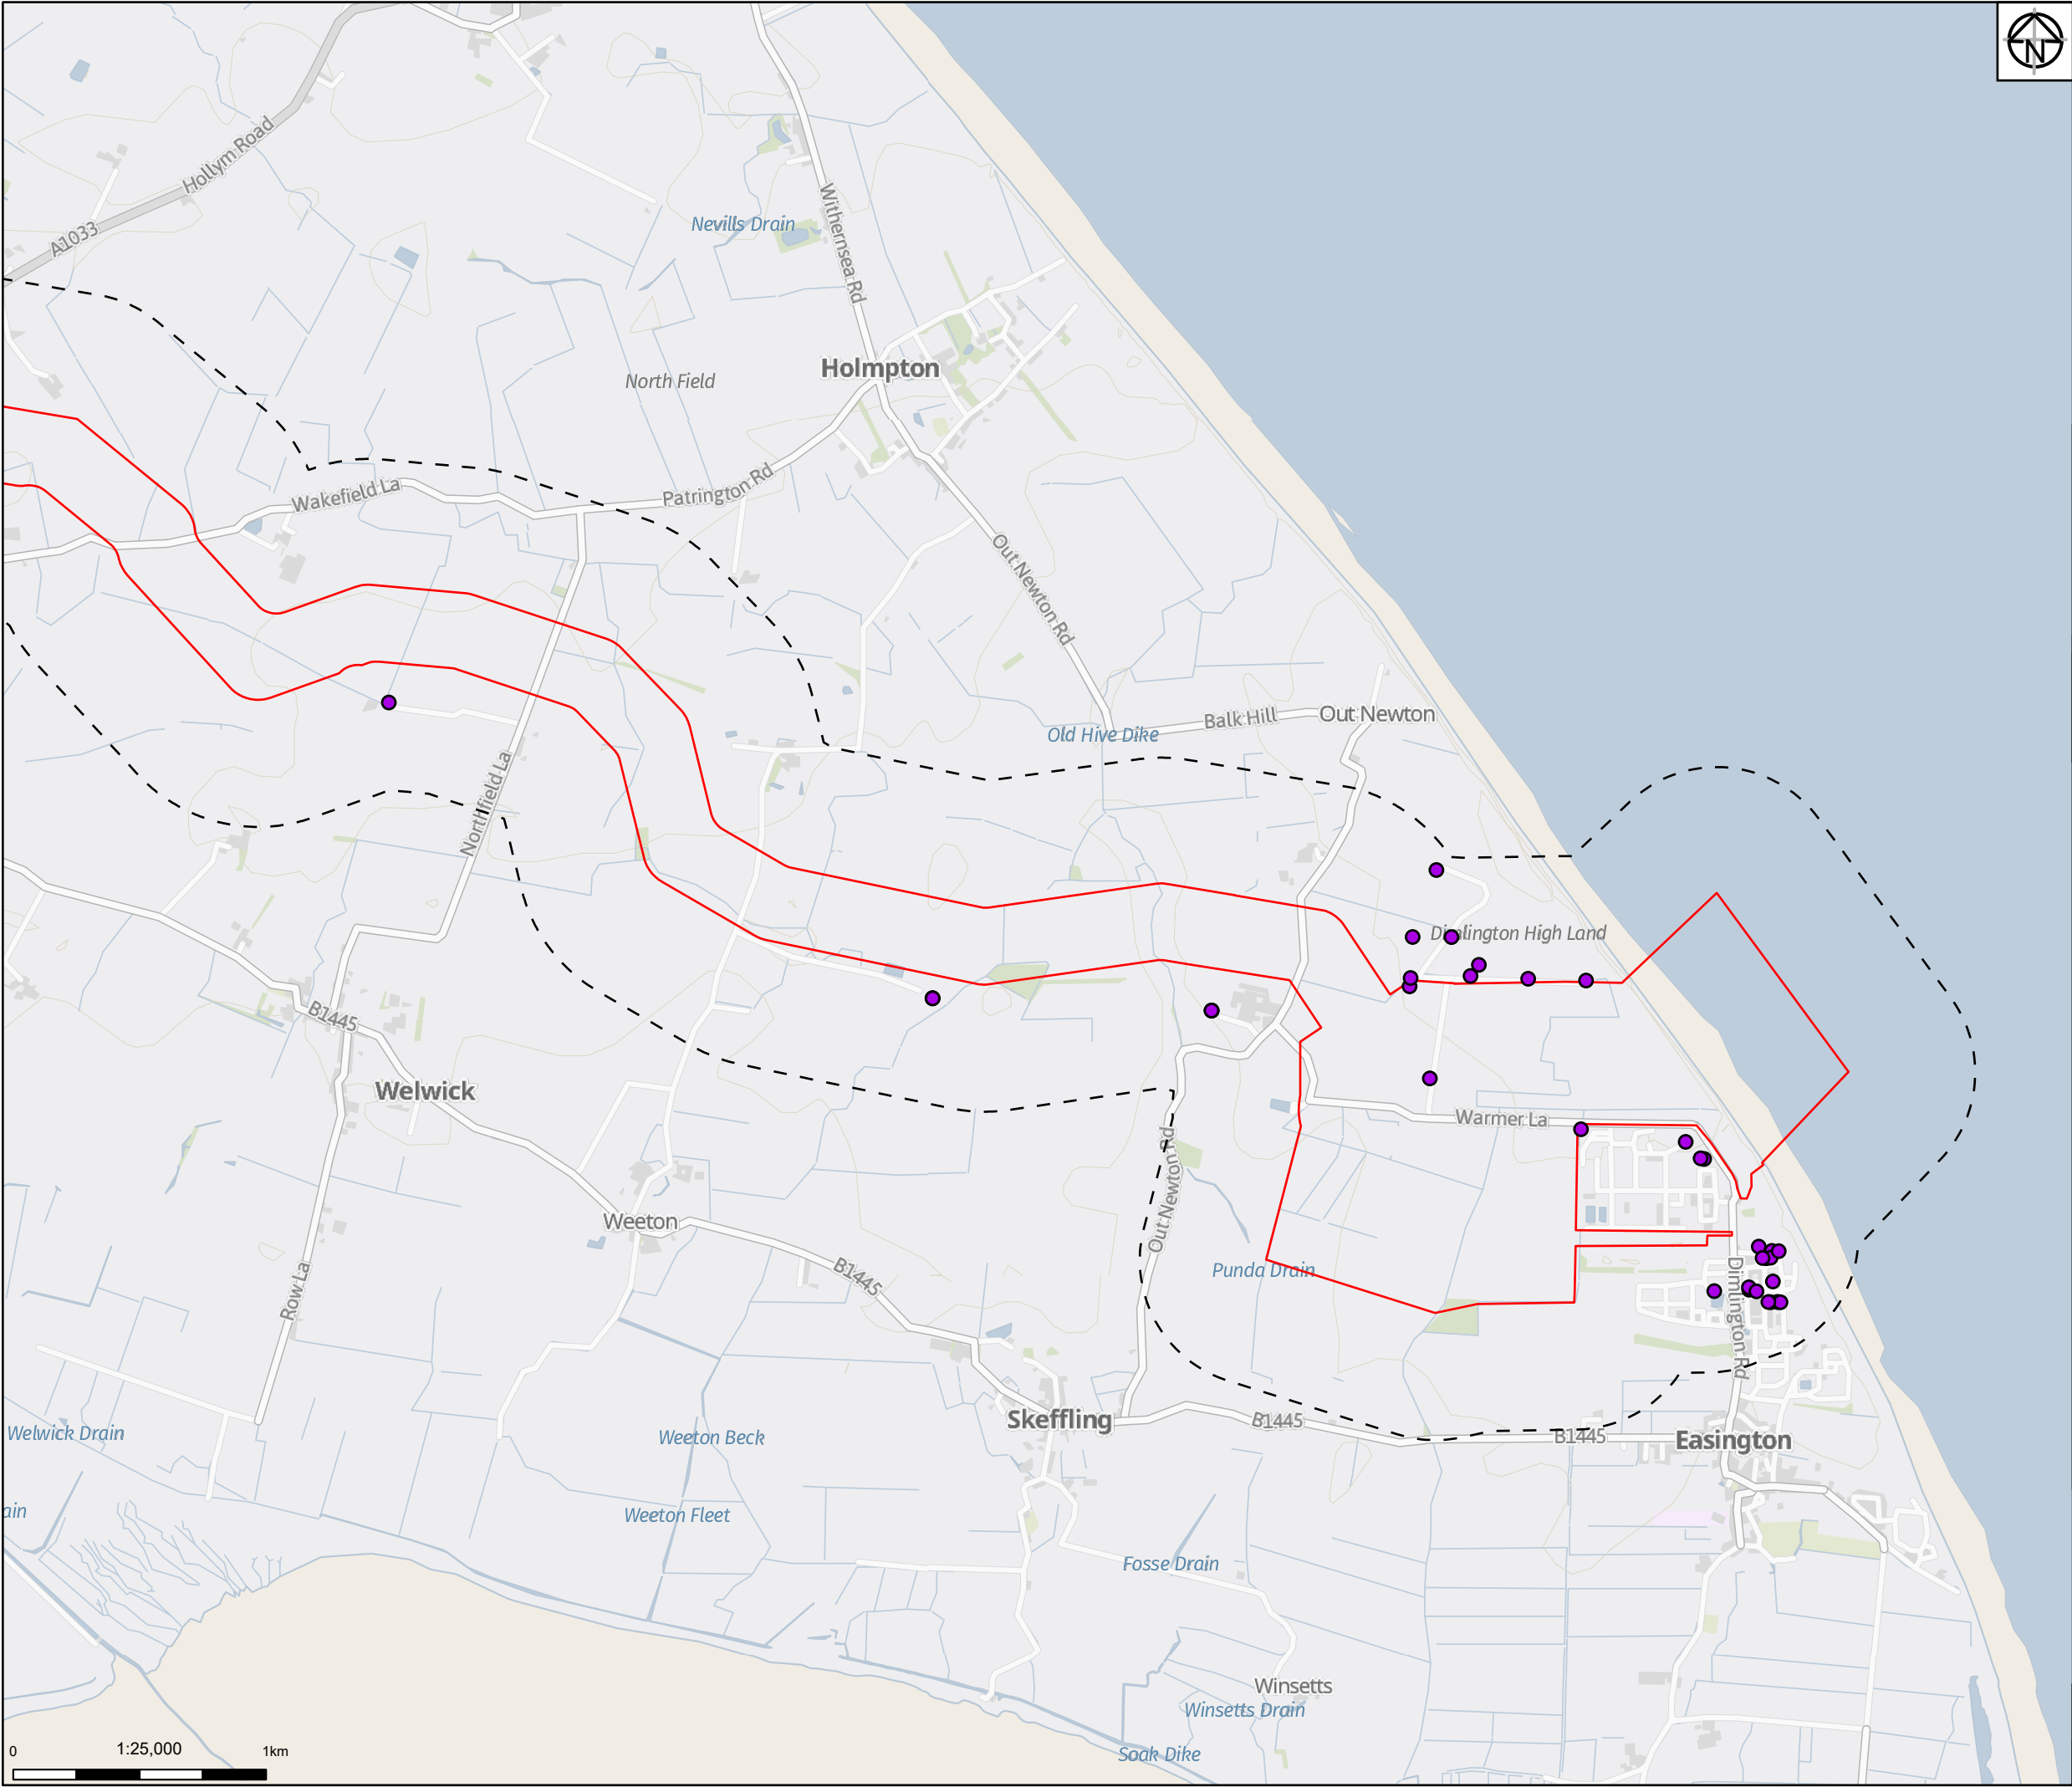 N
Hollym Road
A1033
Nevills Drain
Withernsea Rd
Holmpton
North Field
Wakefield La
Patrington Rd
Out Newton Rd
Out Newton
Balk Hill
Old Hive Dike
Northfield La
Dimlington High Land
B1445
Welwick
Warmer La
Out Newton Rd
Weeton
Punda Drain
Row La
B1445
Dimlington Rd
Skeffling
B1445
B1445
Easington
Welwick Drain
Weeton Beck
ain
Weeton Fleet
Fosse Drain
Winsetts
Winsetts Drain
Soak Dike
0 1:25,000 1km